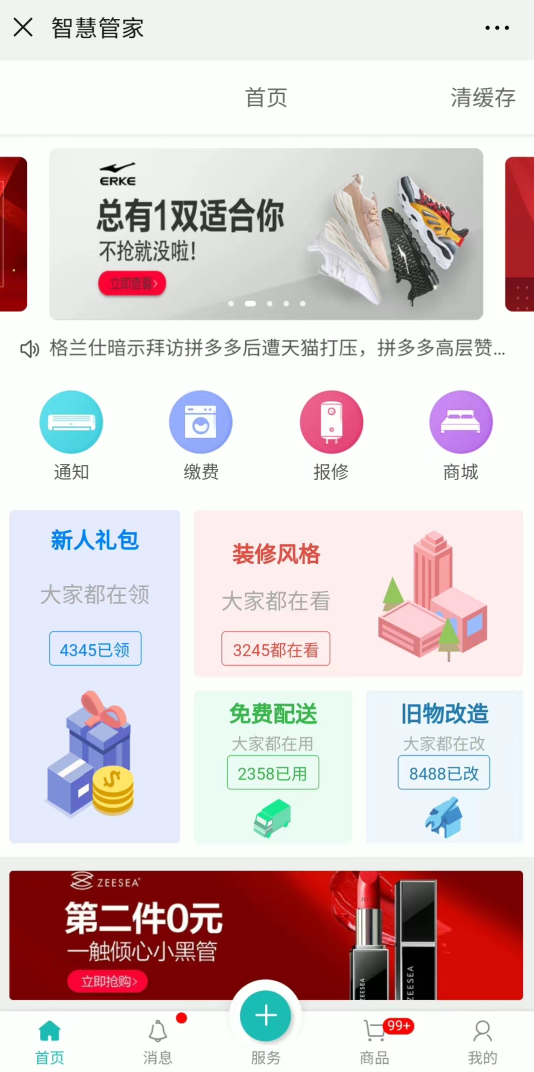 智慧管家
首页
清缓存
ERKE
总有1双适合你
不抢就没啦!
立即查看>
格兰仕暗示拜访拼多多后遭天猫打压，拼多多高层赞...
通知
缴费
报修
商城
新人礼包
大家都在领
4345已领
装修风格
大家都在看
3245都在看
免费配送
大家都在用
2358已用
旧物改造
大家都在改
8488已改
ZEESEA
第二件0元
一触倾心小黑管
立即抢购>
ZEESEA
99+
首页
消息
服务
商品
我的